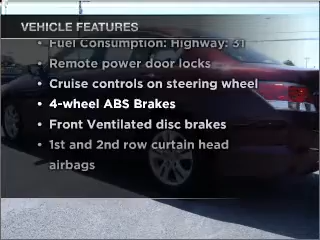 VEHICLE FEATURES
• Fuel Consumption: Highway: 31
• Remote power door locks
• Cruise controls on steering wheel
• 4-wheel ABS Brakes
• Front Ventilated disc brakes
• 1st and 2nd row curtain head
airbags